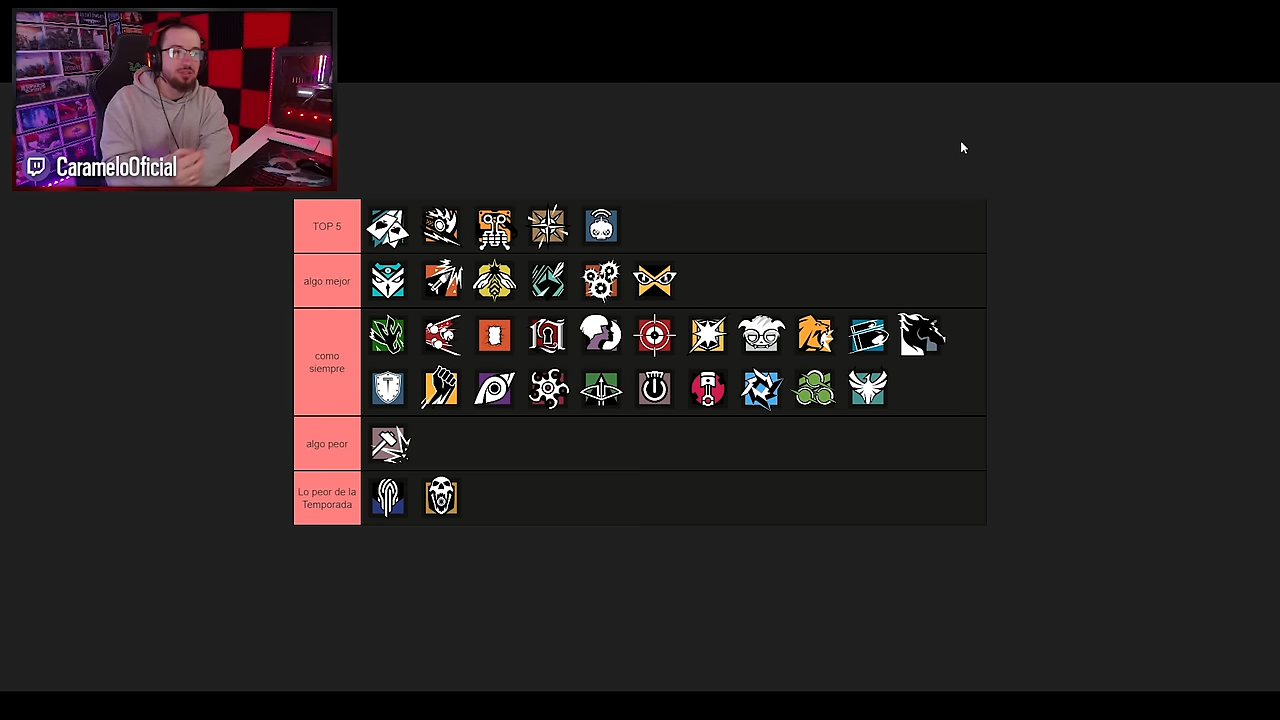 CarameloOficial
TOP 5
algo mejor
como
siempre
algo peor
Lo peor de la
Temporada